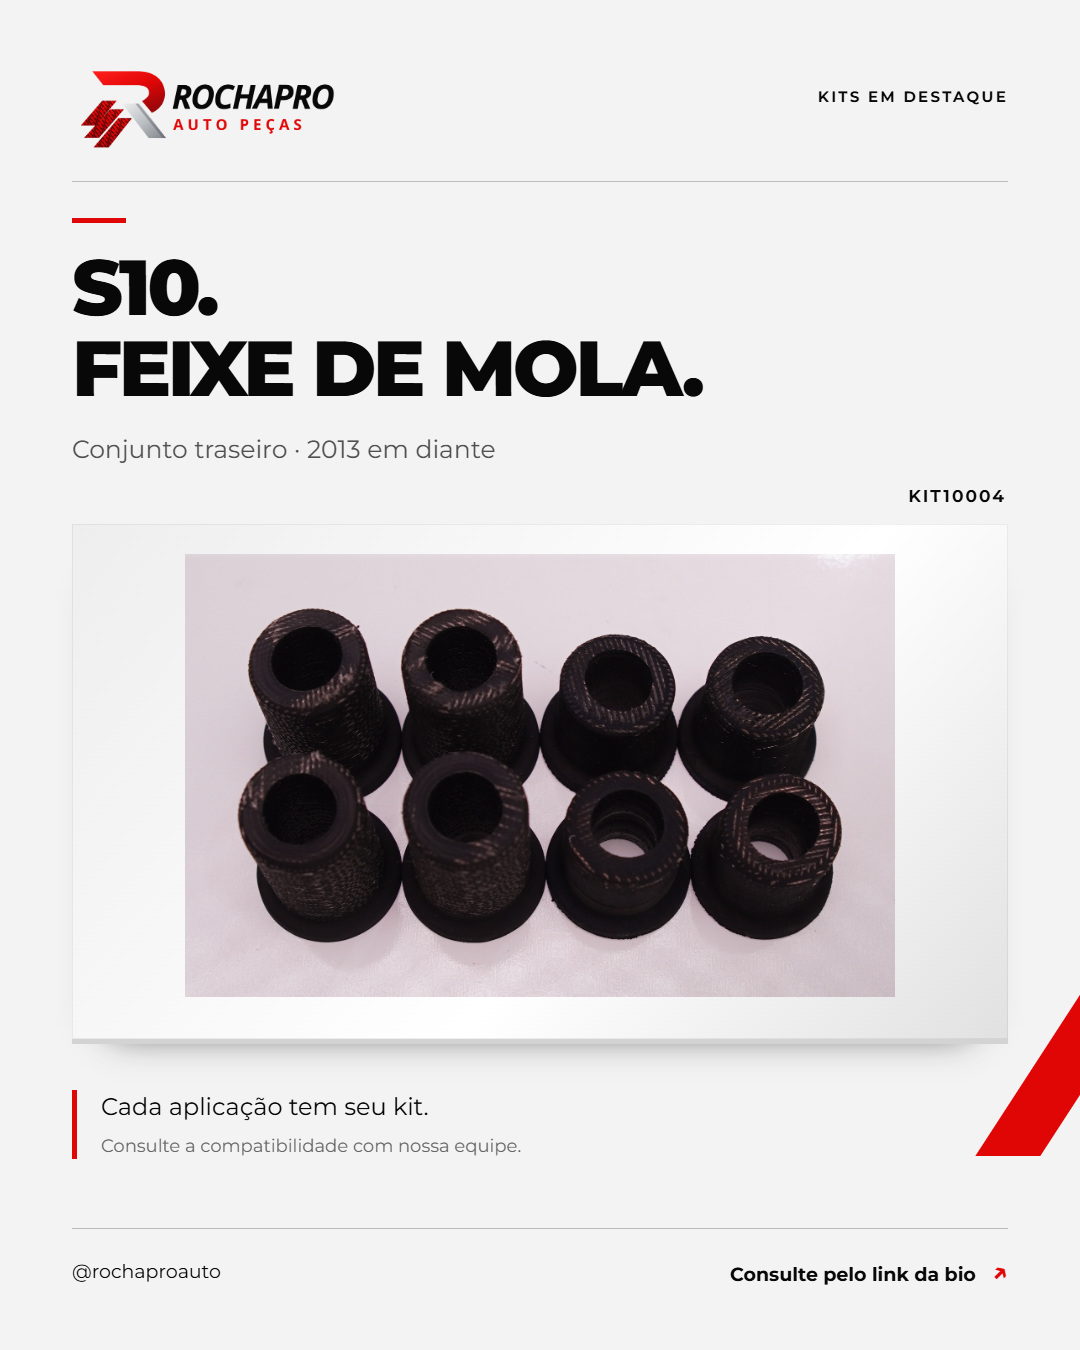 ROCHAPRO
AUTO PEÇAS
KITS EM DESTAQUE
S10.
FEIXE DE MOLA.
Conjunto traseiro · 2013 em diante
KIT10004
Cada aplicação tem seu kit.
Consulte a compatibilidade com nossa equipe.
@rochaproauto
Consulte pelo link da bio